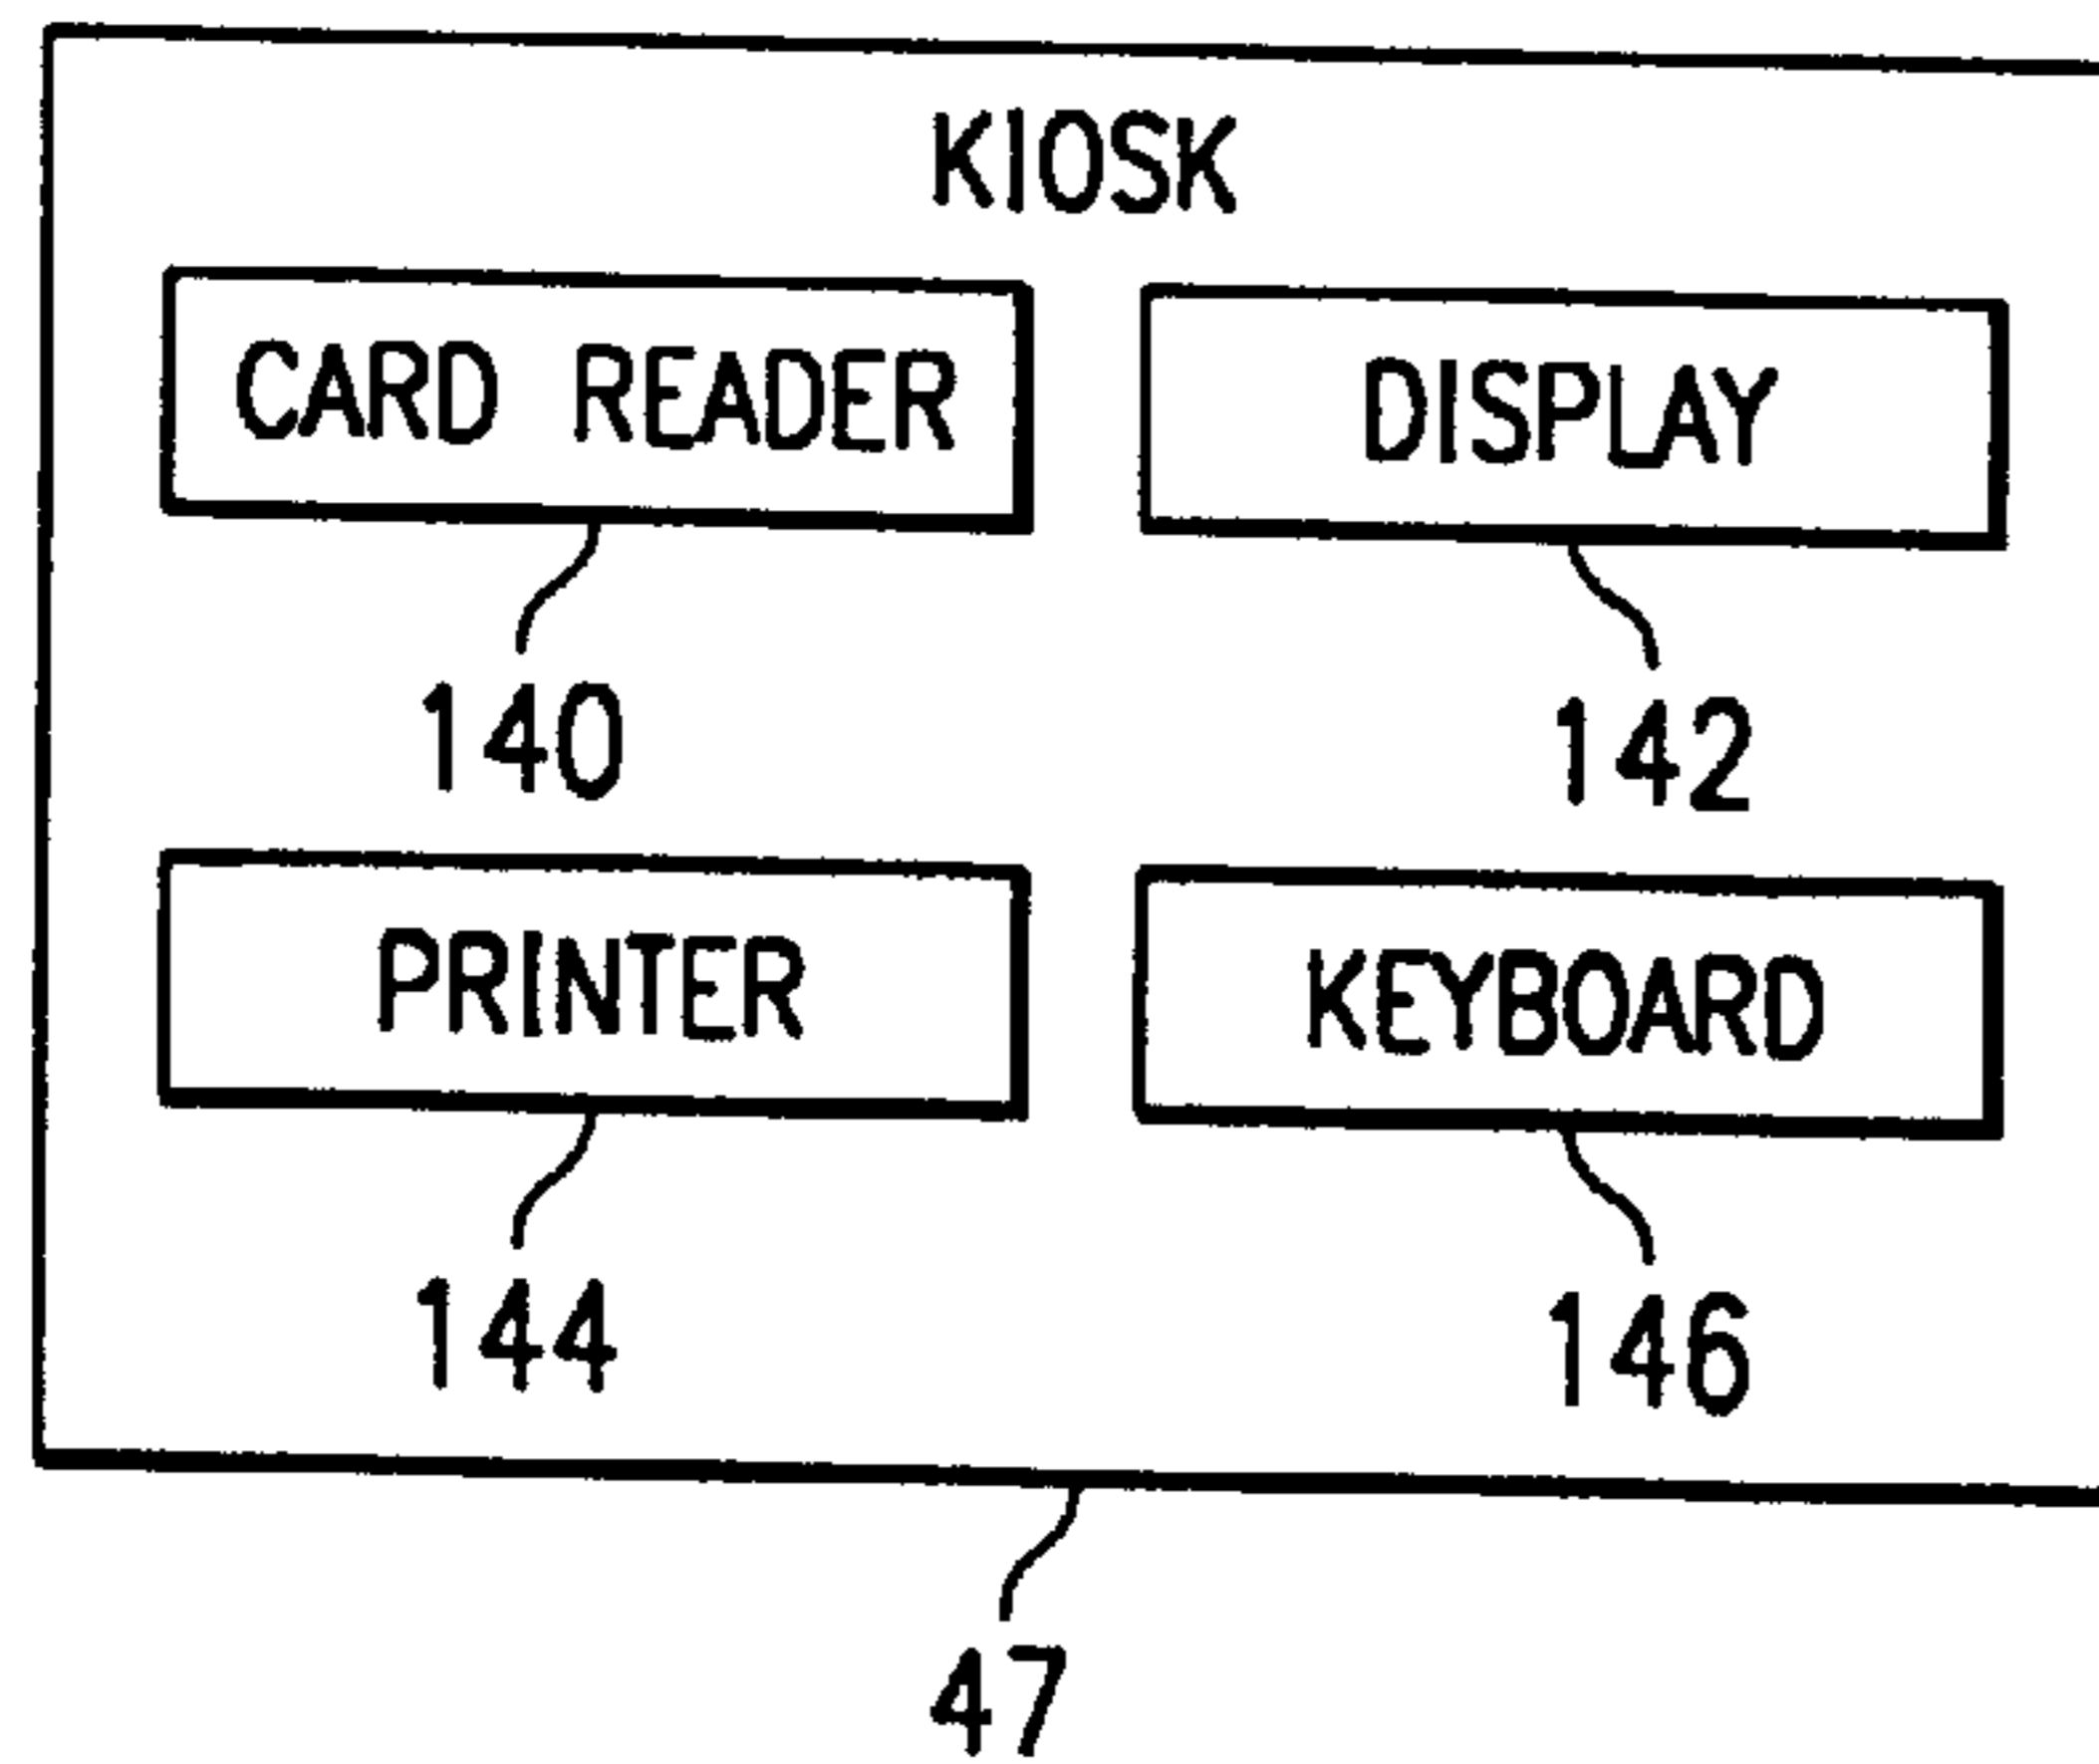 KIOSK
CARD READER
DISPLAY
140
142
PRINTER
KEYBOARD
144
146
47